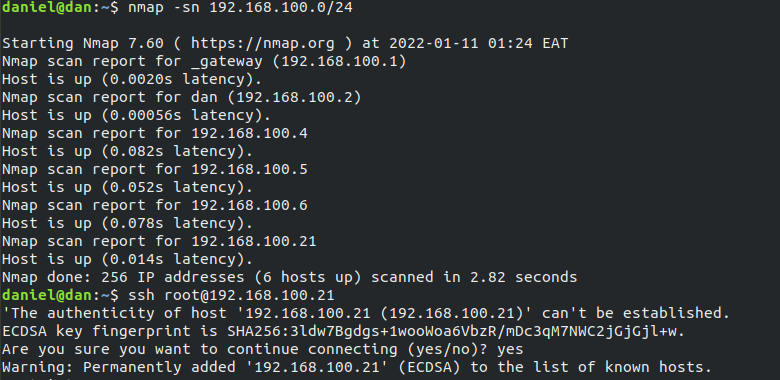 daniel@dan:~$ nmap -sn 192.168.100.0/24
Starting Nmap 7.60 ( https://nmap.org ) at 2022-01-11 01:24 EAT
Nmap scan report for _gateway (192.168.100.1)
Host is up (0.0020s latency).
Nmap scan report for dan (192.168.100.2)
Host is up (0.00056s latency).
Nmap scan report for 192.168.100.4
Host is up (0.082s latency).
Nmap scan report for 192.168.100.5
Host is up (0.052s latency).
Nmap scan report for 192.168.100.6
Host is up (0.078s latency).
Nmap scan report for 192.168.100.21
Host is up (0.014s latency).
Nmap done: 256 IP addresses (6 hosts up) scanned in 2.82 seconds
daniel@dan:~$ ssh root@192.168.100.21
'The authenticity of host '192.168.100.21 (192.168.100.21)' can't be established.
ECDSA key fingerprint is SHA256:3ldw7Bgdgs+1wooWoa6VbzR/mDc3qM7NWC2jGjGjl+w.
Are you sure you want to continue connecting (yes/no)? yes
Warning: Permanently added '192.168.100.21' (ECDSA) to the list of known hosts.